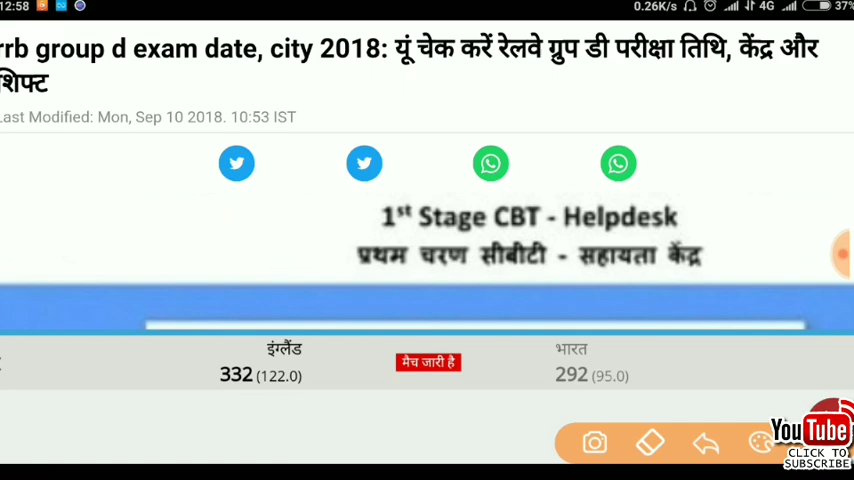 12:58 0.26K/s 4G 37%
rrb group d exam date, city 2018: यूं चेक करें रेलवे ग्रुप डी परीक्षा तिथि, केंद्र और
शिफ्ट
Last Modified: Mon, Sep 10 2018. 10:53 IST
1st Stage CBT - Helpdesk
प्रथम चरण सीबीटी - सहायता केंद्र
इंग्लैंड मैच जारी है भारत
332 (122.0) 292 (95.0)
YouTube
CLICK TO
SUBSCRIBE